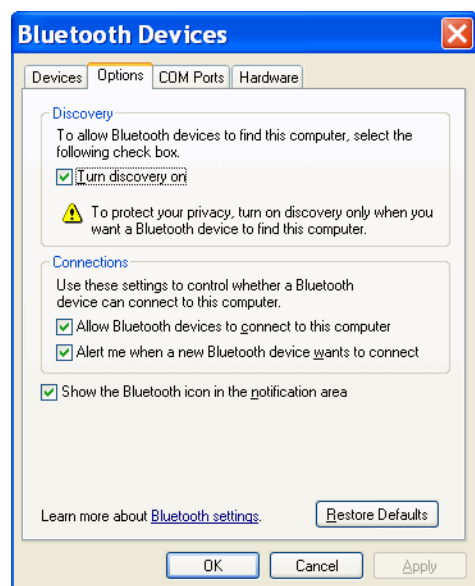 Bluetooth Devices
Devices Options COM Ports Hardware
Discovery
To allow Bluetooth devices to find this computer, select the
following check box.
Turn discovery on
To protect your privacy, turn on discovery only when you
want a Bluetooth device to find this computer.
Connections
Use these settings to control whether a Bluetooth
device can connect to this computer.
Allow Bluetooth devices to connect to this computer
Alert me when a new Bluetooth device wants to connect
Show the Bluetooth icon in the notification area
Learn more about Bluetooth settings.
Restore Defaults
OK Cancel Apply